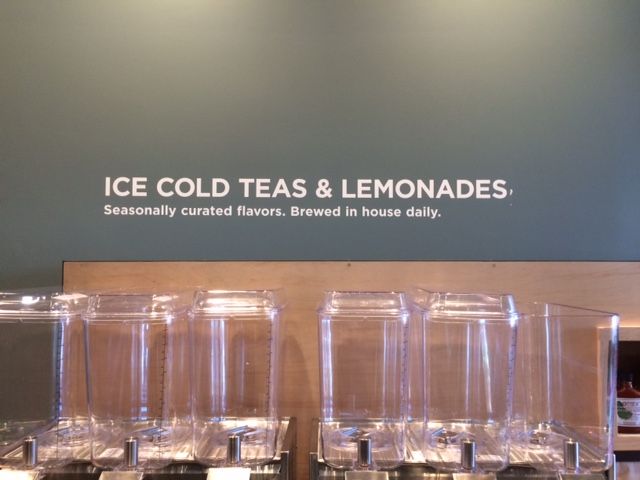 ICE COLD TEAS & LEMONADES,
Seasonally curated flavors. Brewed in house daily.